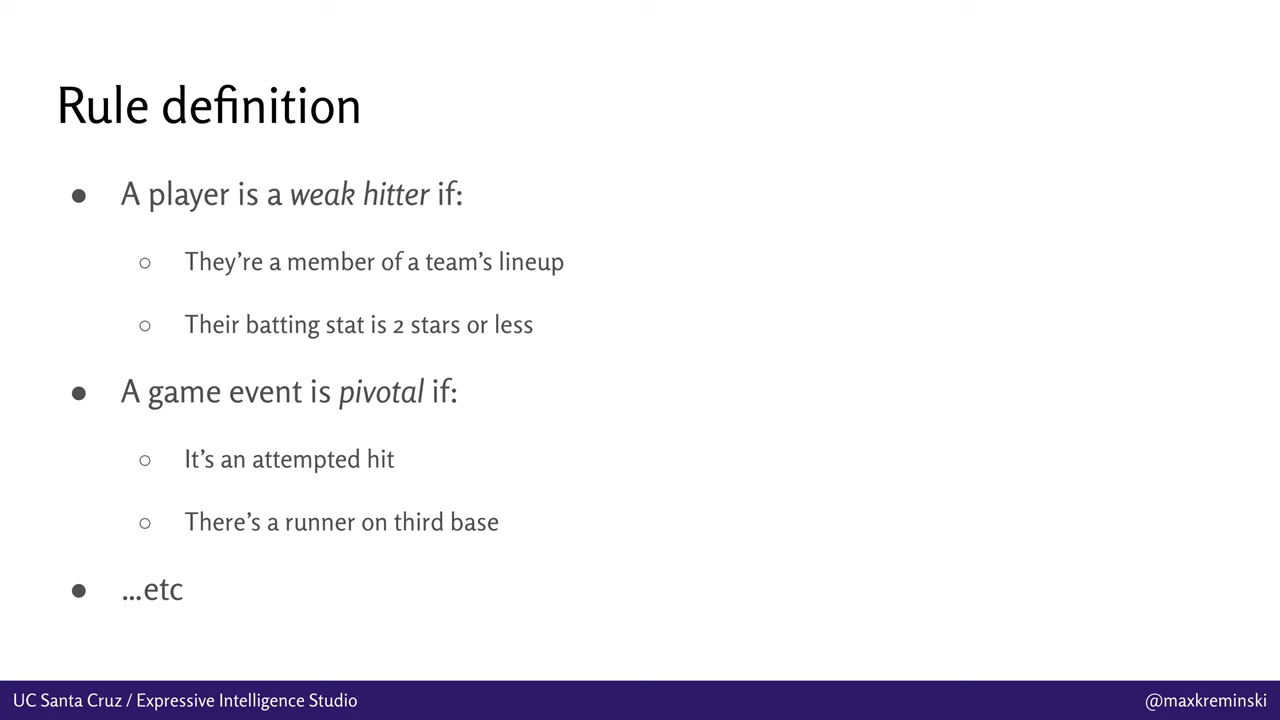 Rule definition
● A player is a weak hitter if:
○ They’re a member of a team’s lineup
○ Their batting stat is 2 stars or less
● A game event is pivotal if:
○ It’s an attempted hit
○ There’s a runner on third base
● …etc
UC Santa Cruz / Expressive Intelligence Studio
@maxkreminski